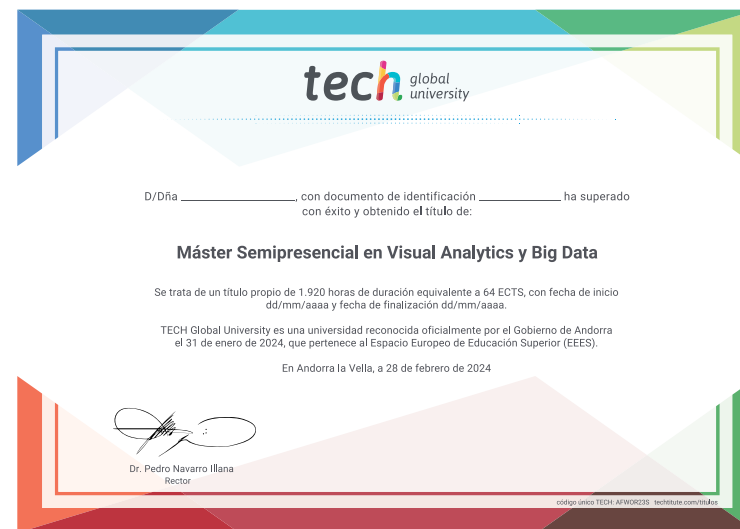 tech global university
D/Dña ____________, con documento de identificación ____________ ha superado
con éxito y obtenido el título de:
Máster Semipresencial en Visual Analytics y Big Data
Se trata de un título propio de 1.920 horas de duración equivalente a 64 ECTS, con fecha de inicio
dd/mm/aaaa y fecha de finalización dd/mm/aaaa.
TECH Global University es una universidad reconocida oficialmente por el Gobierno de Andorra
el 31 de enero de 2024, que pertenece al Espacio Europeo de Educación Superior (EEES).
En Andorra la Vella, a 28 de febrero de 2024
Dr. Pedro Navarro Illana
Rector
código único TECH: AFWOR23S techtitute.com/titulos